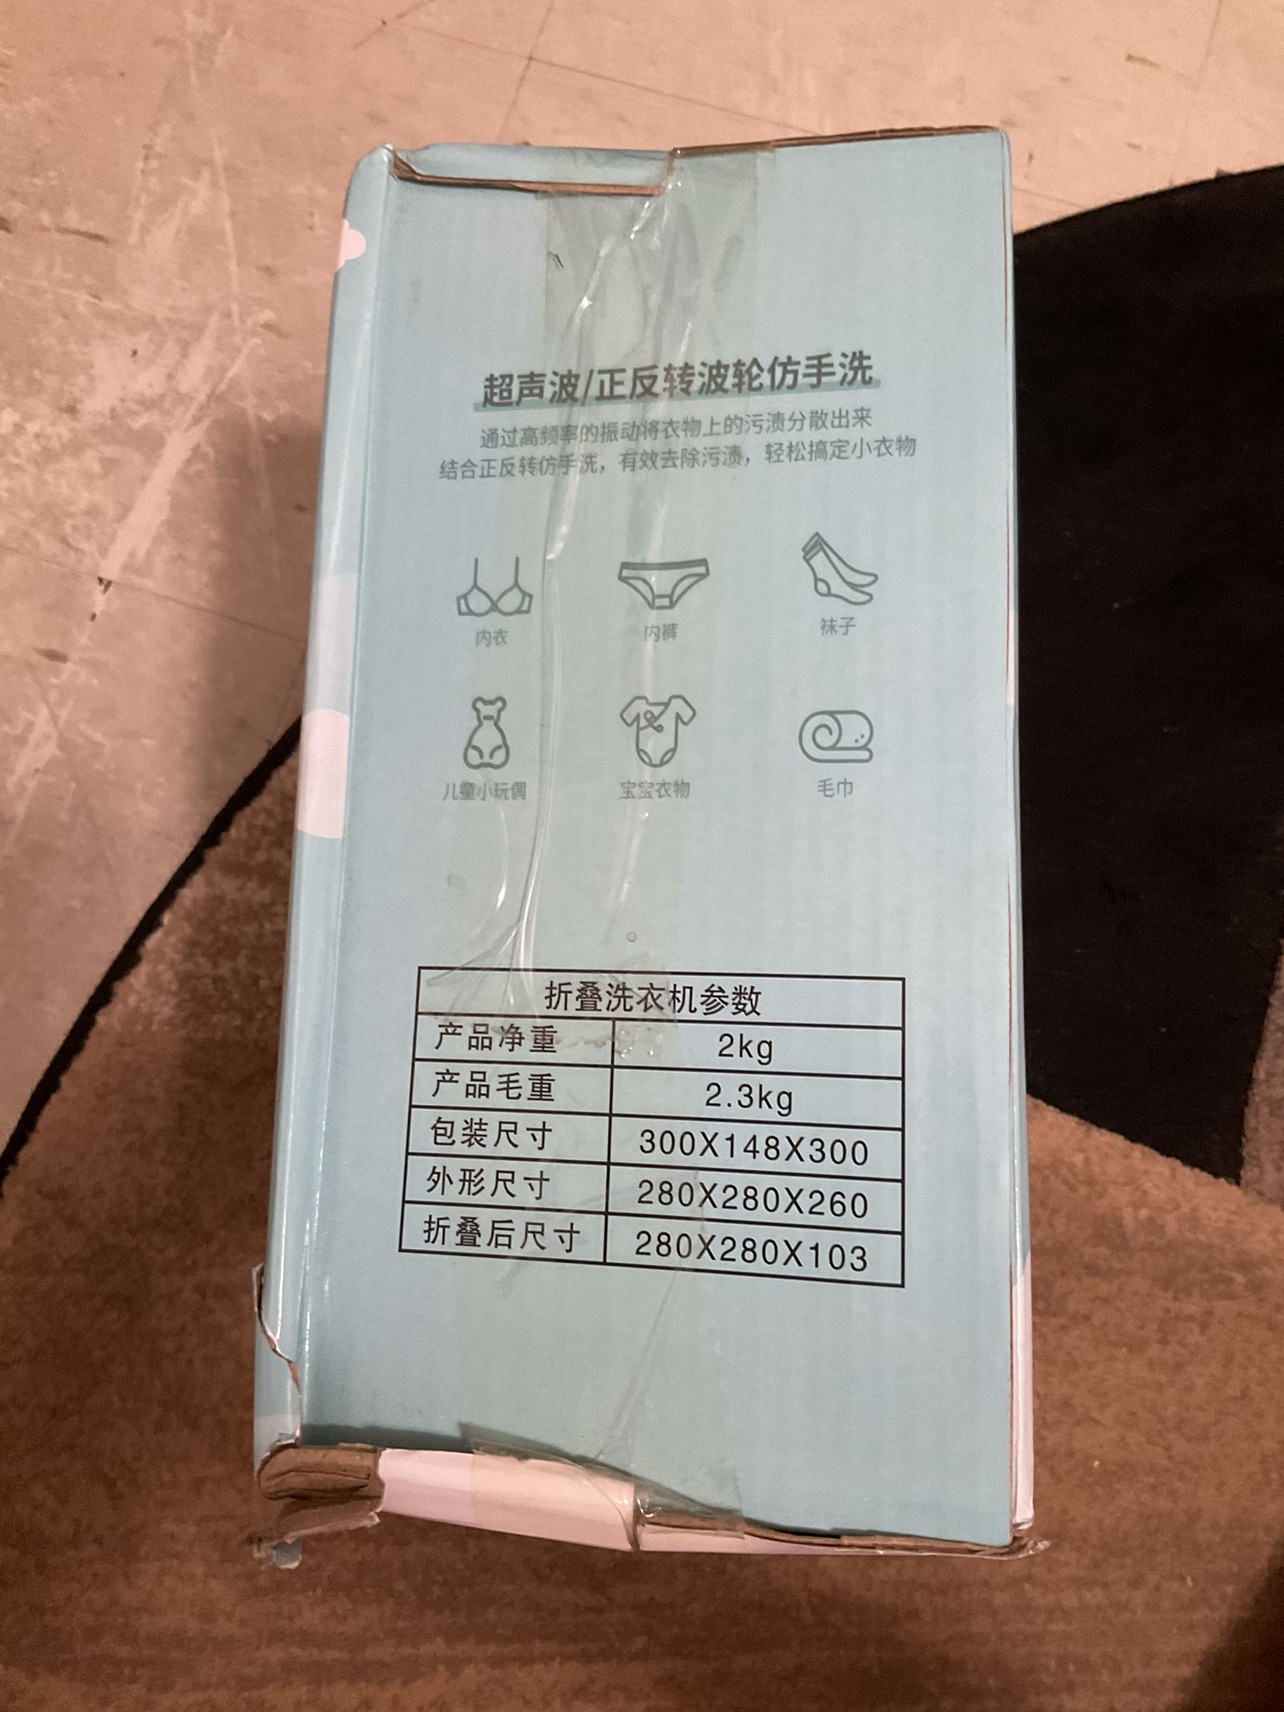 超声波/正反转波轮仿手洗
通过高频率的振动将衣物上的污渍分散出来
结合正反转仿手洗，有效去除污渍，轻松搞定小衣物
内衣
内裤
袜子
儿童小玩偶
宝宝衣物
毛巾
折叠洗衣机参数
产品净重 2kg
产品毛重 2.3kg
包装尺寸 300X148X300
外形尺寸 280X280X260
折叠后尺寸 280X280X103